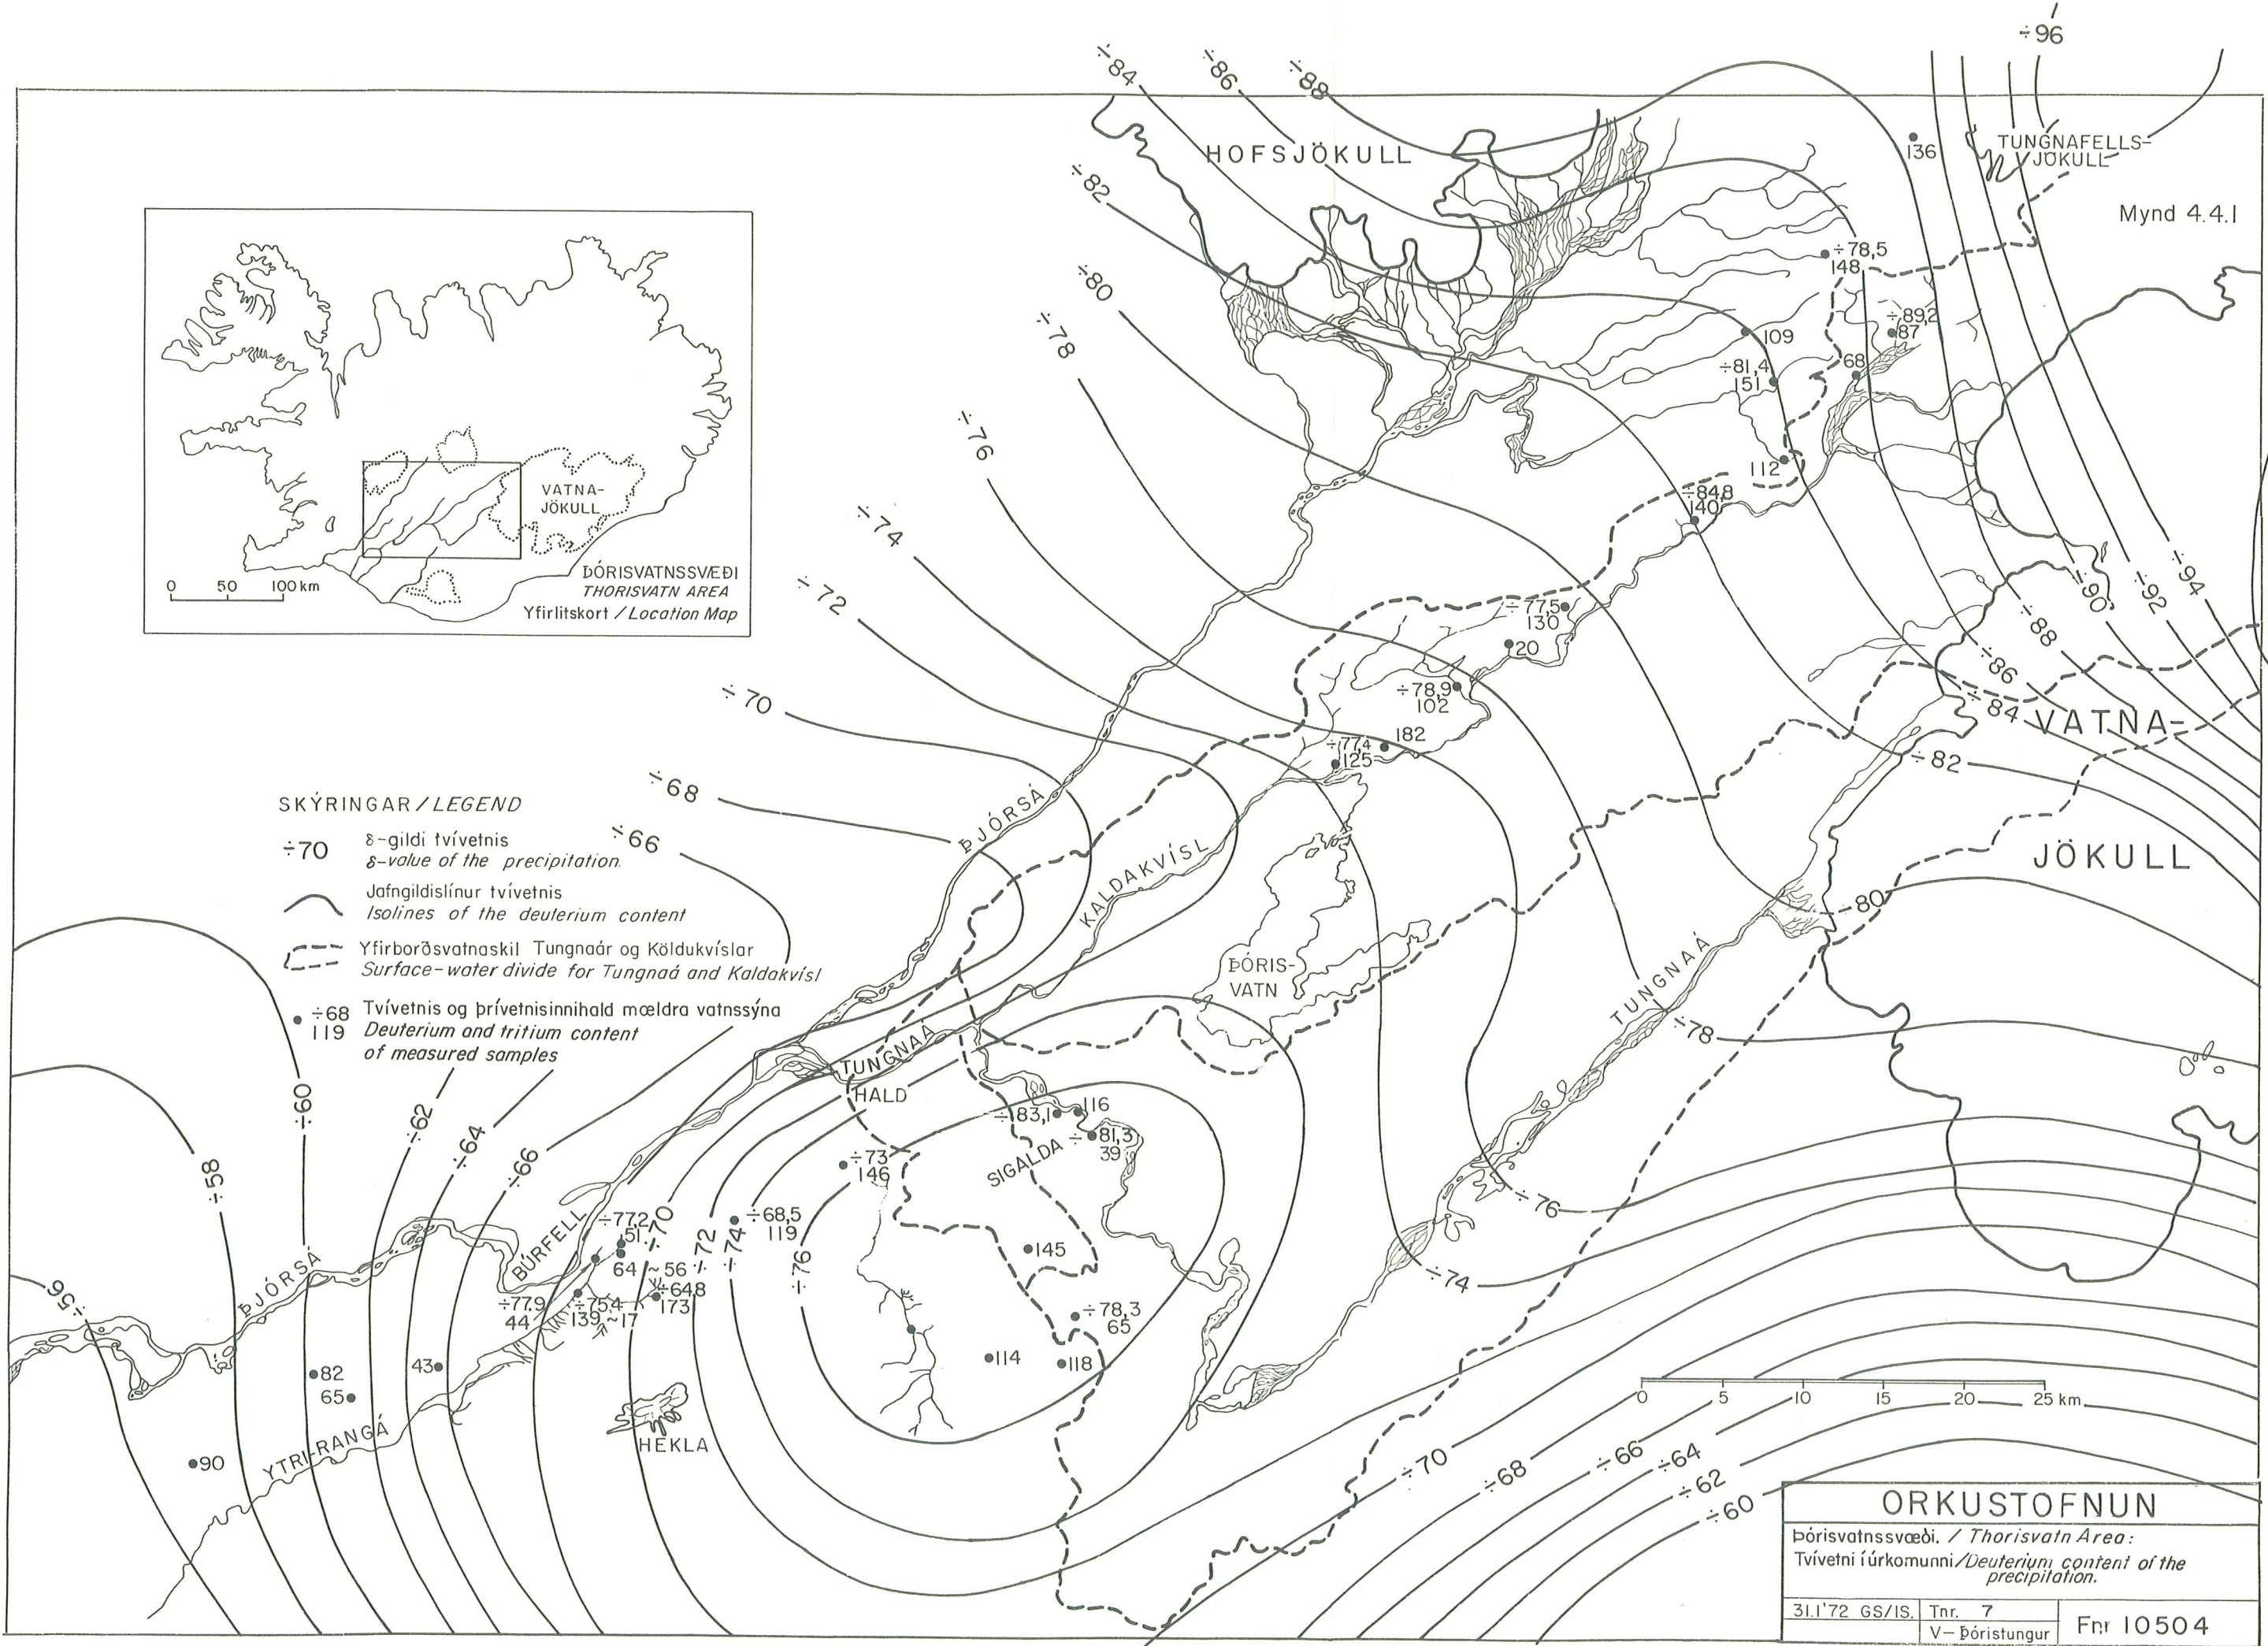 ÷96
÷84
÷86
÷88
HOFSJÖKULL
TUNGNAFELLS-
JÖKULL
136
Mynd 4.4.1
÷82
÷80
÷78
÷76
÷74
÷72
÷70
÷68
÷66
÷78,5
148
÷89,2
87
109
68
÷81,4
151
112
÷84,8
140
÷77,5
130
20
÷78,9
102
182
÷77,4
125
÷94
÷92
÷90
÷88
÷86
÷84
÷82
÷80
÷78
÷76
÷74
VATNA-
JÖKULL
VATNA-
JÖKULL
0 50 100 km
ÞÓRISVATNSSVÆÐI
THORISVATN AREA
Yfirlitskort / Location Map
SKÝRINGAR / LEGEND
÷70
δ-gildi tvívetnis
δ-value of the precipitation.
Jafngildislínur tvívetnis
Isolines of the deuterium content
Yfirborðsvatnaskil Tungnaár og Köldukvíslar
Surface-water divide for Tungnaá and Kaldakvísl
÷68
119
Tvívetnis og þrívetnisinnihald mældra vatnssýna
Deuterium and tritium content
of measured samples
ÞJÓRSÁ
KALDAKVÍSL
ÞÓRIS-
VATN
TUNGNAÁ
TUNGNAÁ
HALD
÷83,1
116
÷81,3
39
SIGALDA
÷73
146
÷68,5
119
145
÷78,3
65
114
118
÷56
÷58
÷60
÷62
÷64
÷66
÷70
÷72
÷74
÷76
BÚRFELL
÷77,2
51
64
~56
÷64,8
173
÷77,9
44
÷75,4
139
~17
ÞJÓRSÁ
82
65
43
90
YTRI-RANGÁ
HEKLA
0 5 10 15 20 25 km
÷70
÷68
÷66
÷64
÷62
÷60
ORKUSTOFNUN
Þórisvatnssvæði. / Thorisvatn Area:
Tvívetni í úrkomunni/Deuterium content of the
precipitation.
31.1'72 GS/IS.
Tnr. 7
V-Þóristungur
Fnr 10504